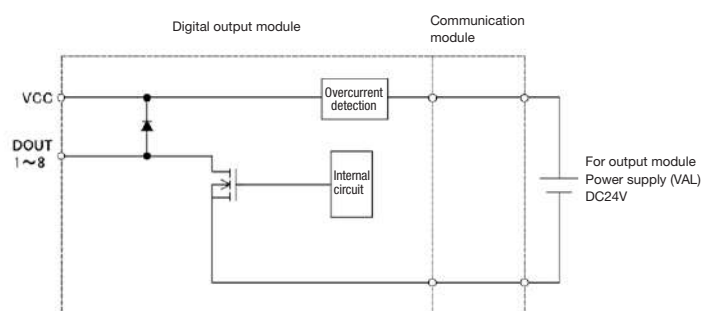 Digital output module
Communication
module
VCC
Overcurrent
detection
DOUT
1～8
Internal
circuit
For output module
Power supply (VAL)
DC24V